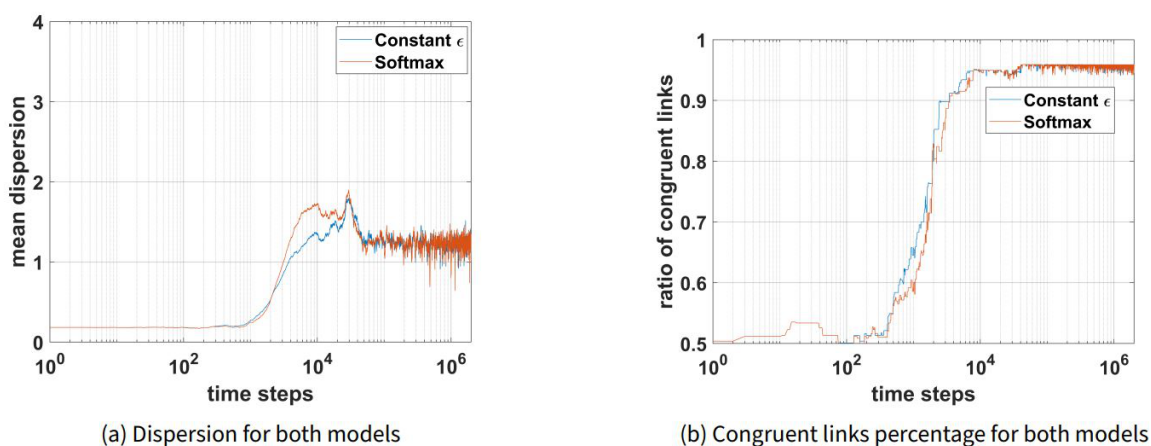 4
3
2
1
0
mean dispersion
Constant ϵ
Softmax
10^0
10^2
10^4
10^6
time steps
(a) Dispersion for both models
1
0.9
0.8
0.7
0.6
0.5
ratio of congruent links
Constant ϵ
Softmax
10^0
10^2
10^4
10^6
time steps
(b) Congruent links percentage for both models